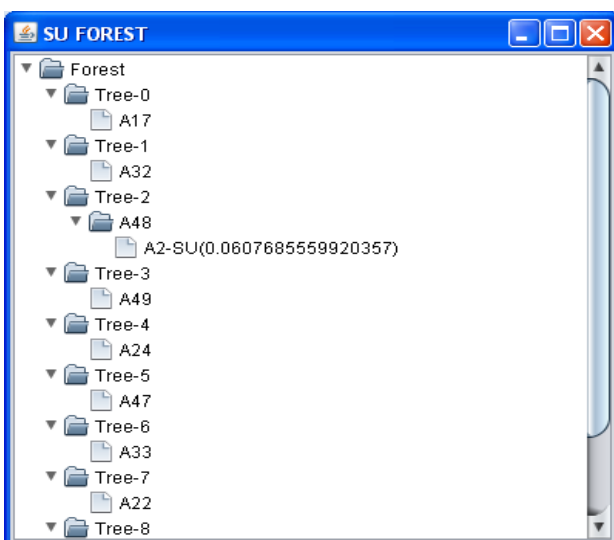 SU FOREST
Forest
Tree-0
A17
Tree-1
A32
Tree-2
A48
A2-SU(0.0607685559920357)
Tree-3
A49
Tree-4
A24
Tree-5
A47
Tree-6
A33
Tree-7
A22
Tree-8